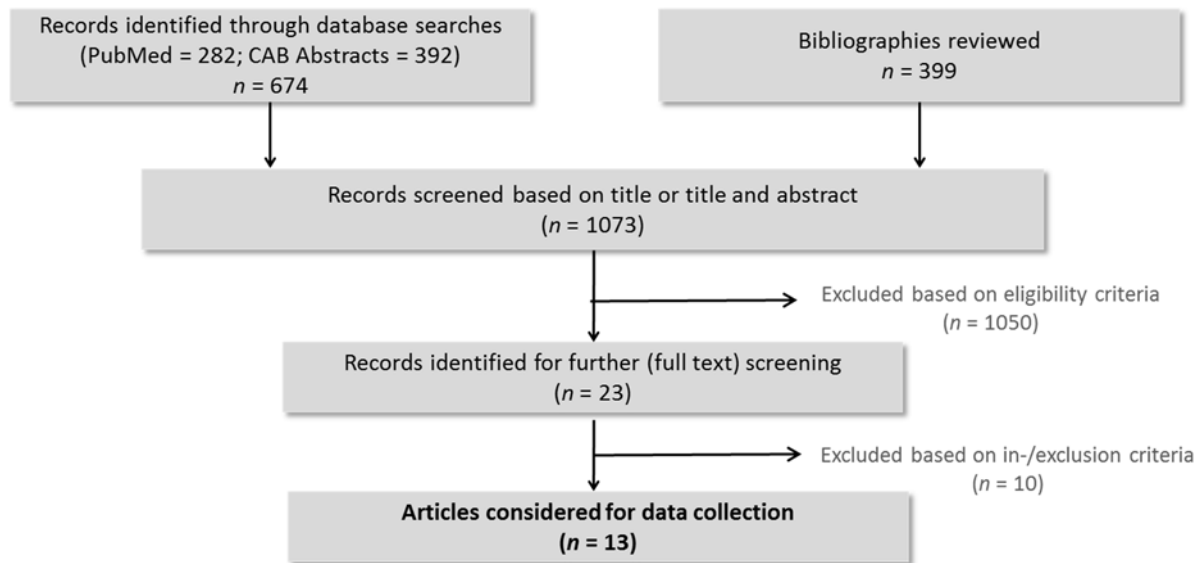 Records identified through database searches
(PubMed = 282; CAB Abstracts = 392)
n = 674
Bibliographies reviewed
n = 399
Records screened based on title or title and abstract
(n = 1073)
Excluded based on eligibility criteria
(n = 1050)
Records identified for further (full text) screening
(n = 23)
Excluded based on in-/exclusion criteria
(n = 10)
Articles considered for data collection
(n = 13)